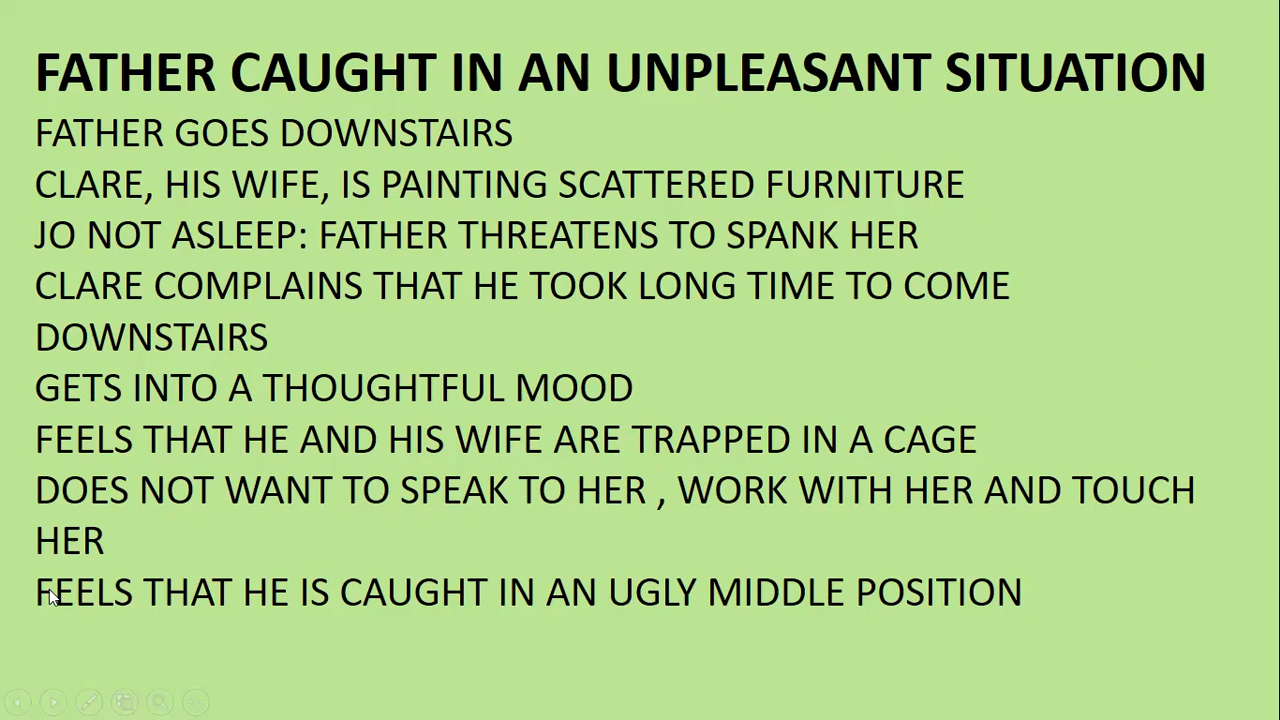 FATHER CAUGHT IN AN UNPLEASANT SITUATION
FATHER GOES DOWNSTAIRS
CLARE, HIS WIFE, IS PAINTING SCATTERED FURNITURE
JO NOT ASLEEP: FATHER THREATENS TO SPANK HER
CLARE COMPLAINS THAT HE TOOK LONG TIME TO COME
DOWNSTAIRS
GETS INTO A THOUGHTFUL MOOD
FEELS THAT HE AND HIS WIFE ARE TRAPPED IN A CAGE
DOES NOT WANT TO SPEAK TO HER , WORK WITH HER AND TOUCH
HER
FEELS THAT HE IS CAUGHT IN AN UGLY MIDDLE POSITION